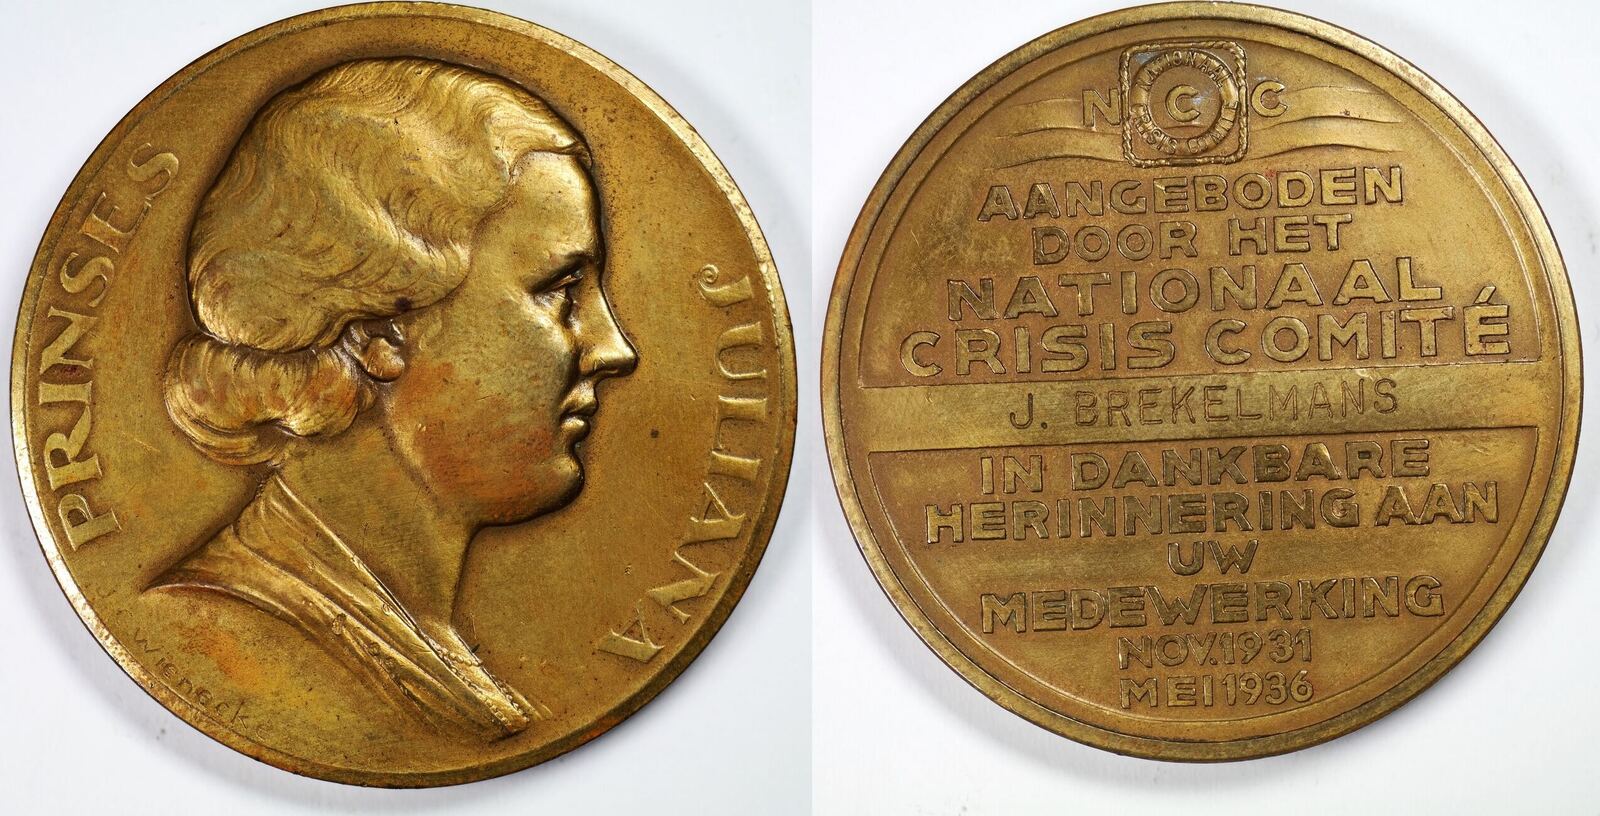 PRINSES
JULIANA
J.C. Wienecke
N C C
NATIONAAL CRISIS COMITÉ
AANGEBODEN
DOOR HET
NATIONAAL
CRISIS COMITÉ
J. BREKELMANS
IN DANKBARE
HERINNERING AAN
UW
MEDEWERKING
NOV. 1931
MEI 1936